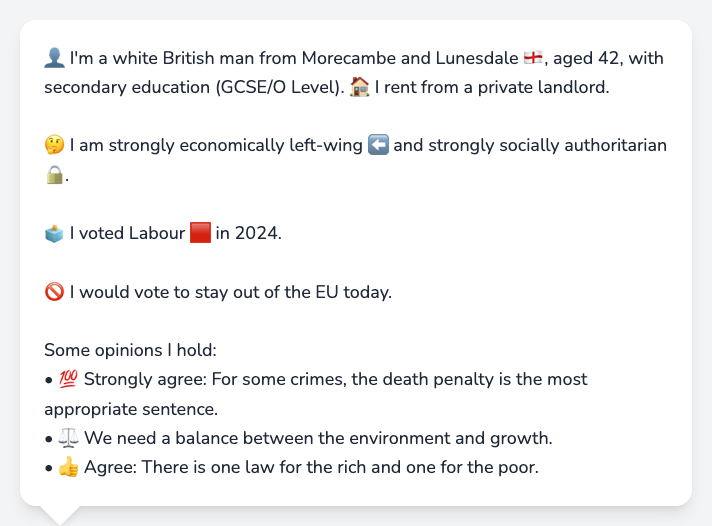 👤 I'm a white British man from Morecambe and Lunesdale 🏴󠁧󠁢󠁥󠁮󠁧󠁿, aged 42, with
secondary education (GCSE/O Level). 🏠 I rent from a private landlord.
🤔 I am strongly economically left-wing ⬅️ and strongly socially authoritarian
🔒.
🗳️ I voted Labour 🟥 in 2024.
🚫 I would vote to stay out of the EU today.
Some opinions I hold:
• 💯 Strongly agree: For some crimes, the death penalty is the most
appropriate sentence.
• ⚖️ We need a balance between the environment and growth.
• 👍 Agree: There is one law for the rich and one for the poor.